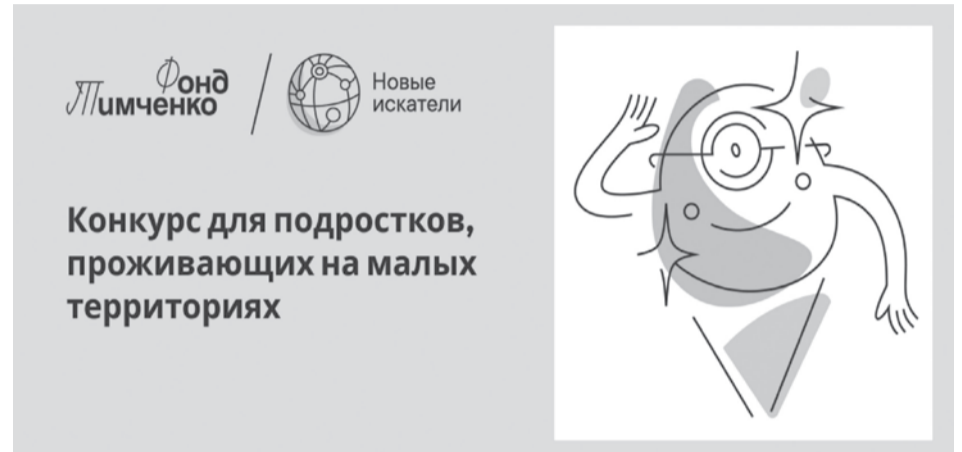 Фонд
Тимченко
Новые
искатели
Конкурс для подростков,
проживающих на малых
территориях